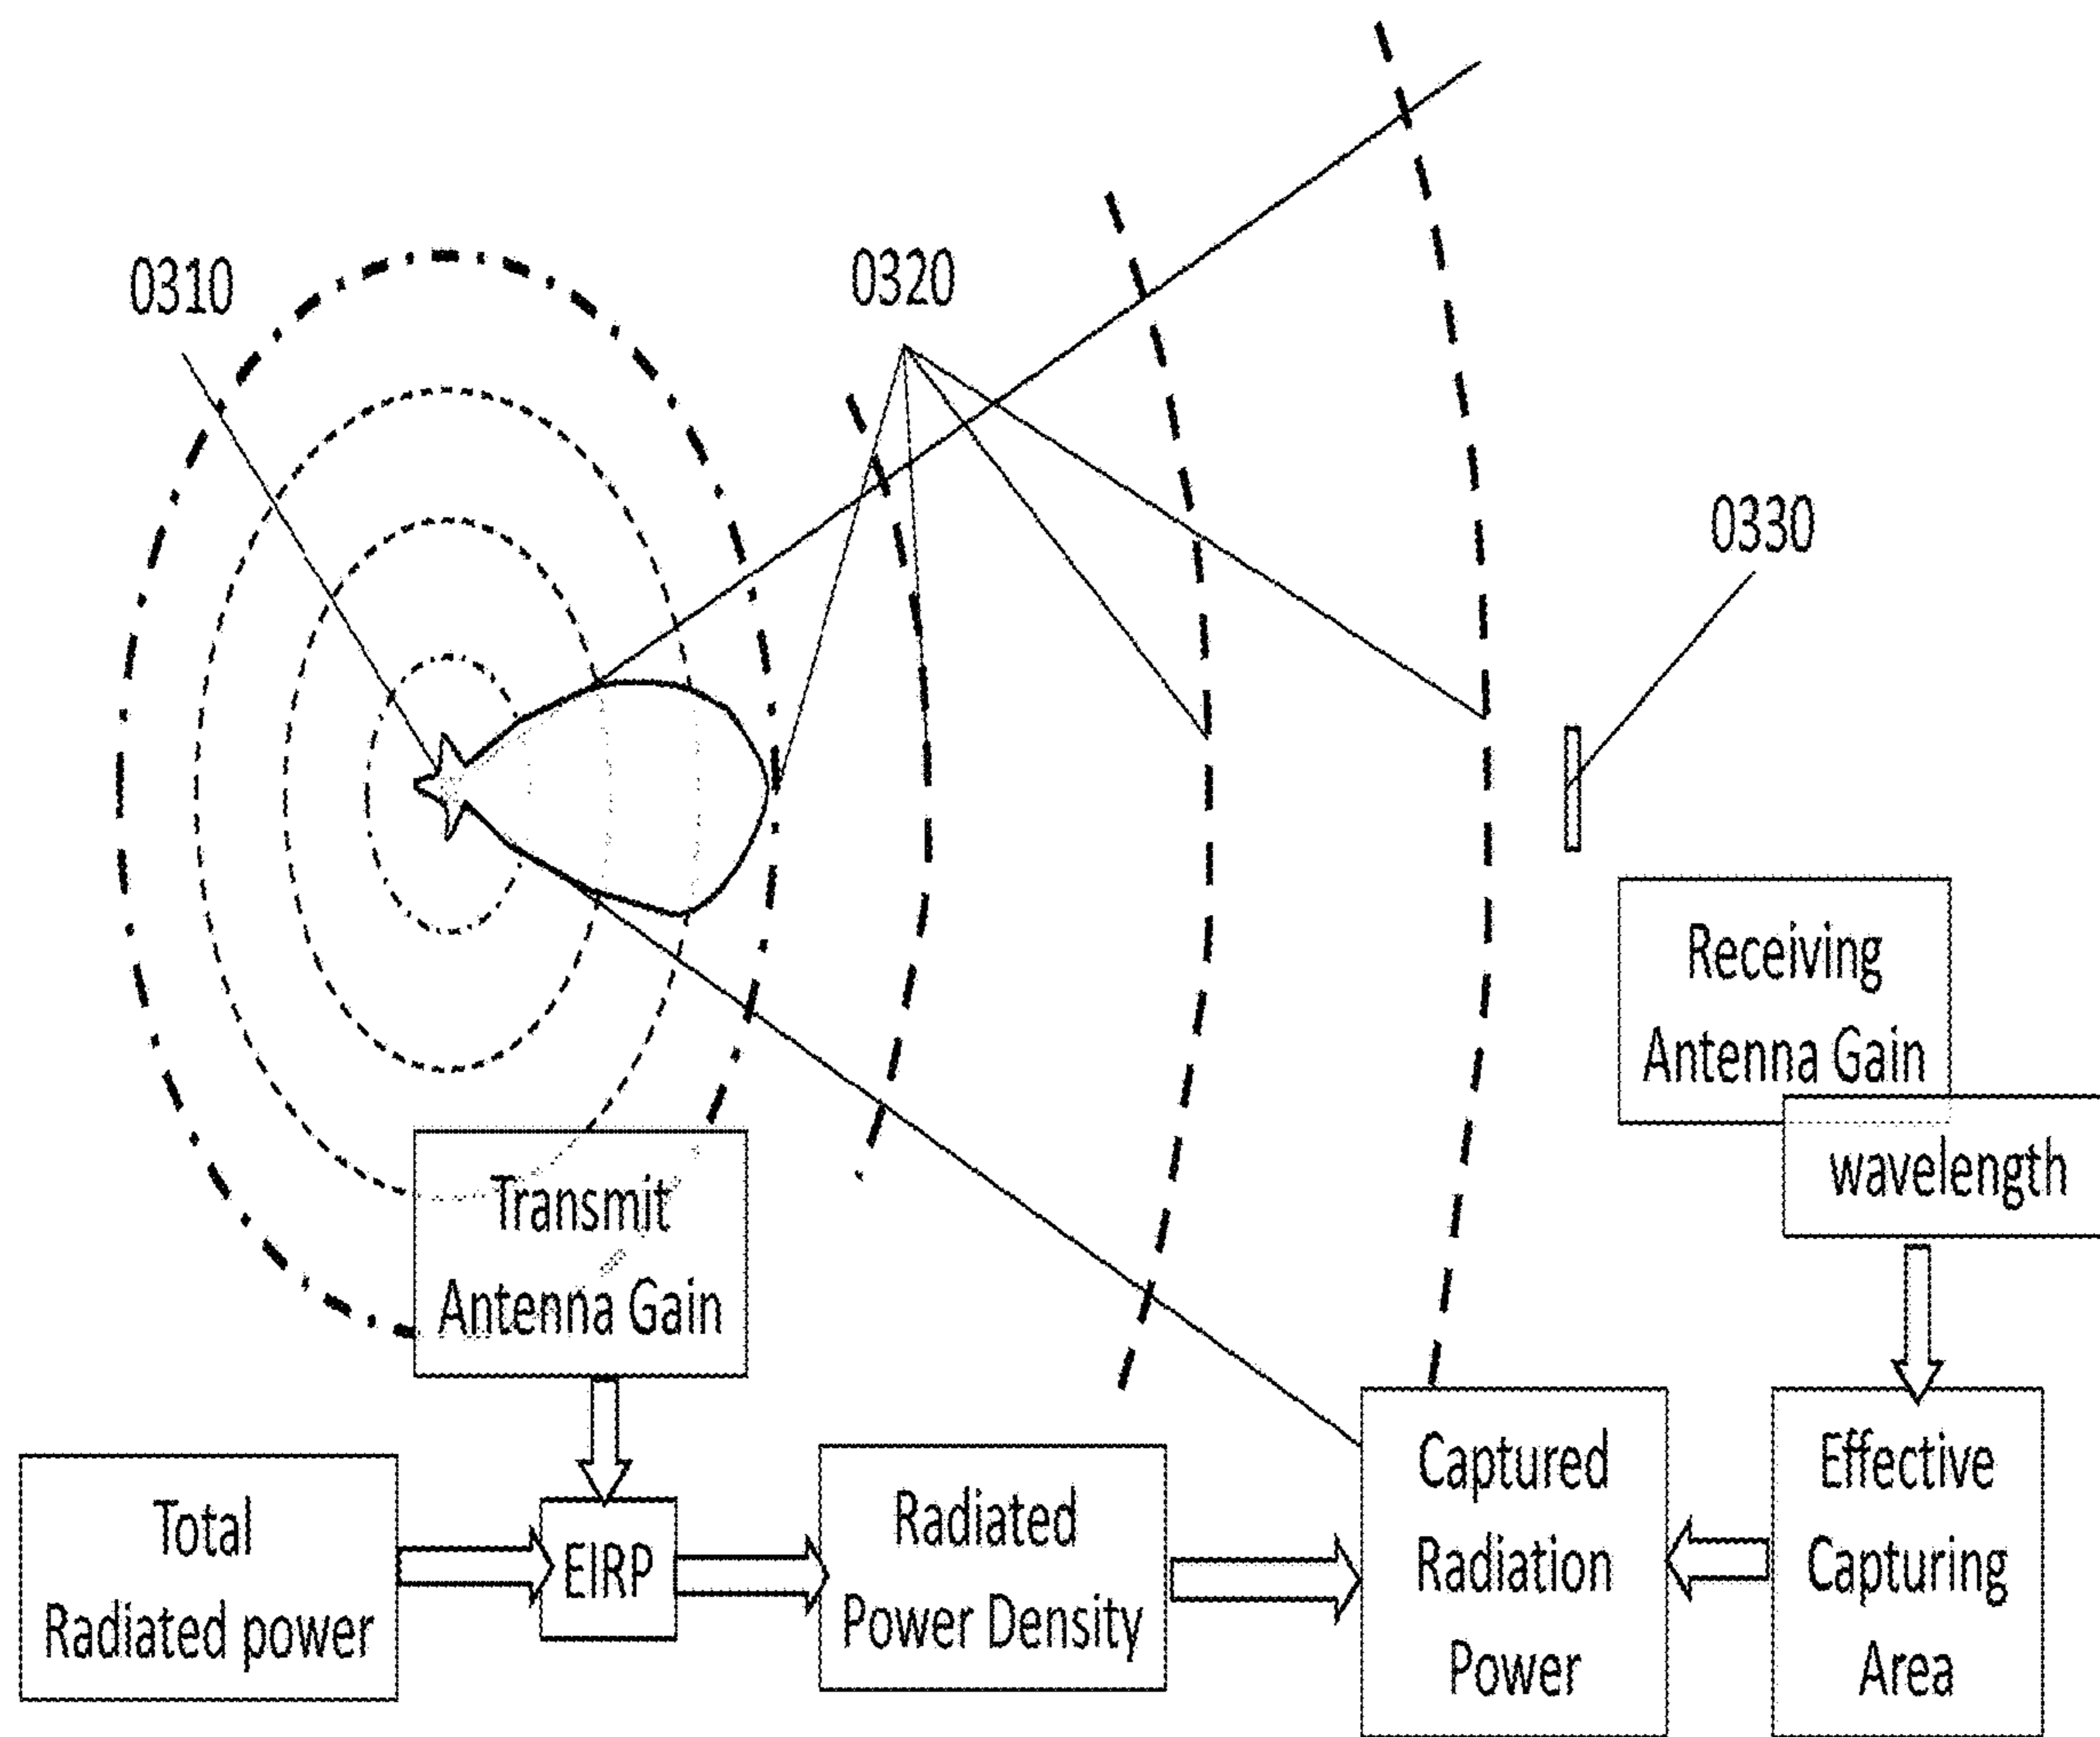 0310
0320
0330
Receiving
Antenna Gain
wavelength
Transmit
Antenna Gain
Total
Radiated power
EIRP
Radiated
Power Density
Captured
Radiation
Power
Effective
Capturing
Area